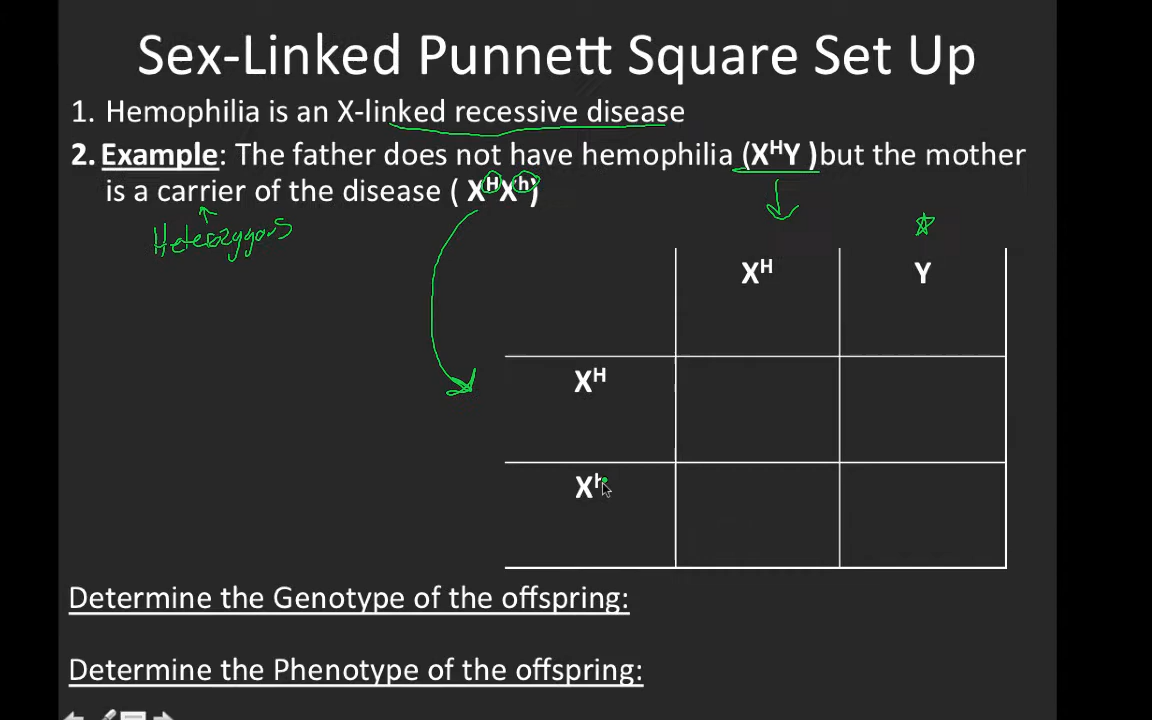 Sex-Linked Punnett Square Set Up
1. Hemophilia is an X-linked recessive disease
2. Example: The father does not have hemophilia (XᴴY ) but the mother
is a carrier of the disease ( XᴴXʰ)
Heterozygous
Xᴴ Y
Xᴴ
Xʰ
Determine the Genotype of the offspring:
Determine the Phenotype of the offspring: